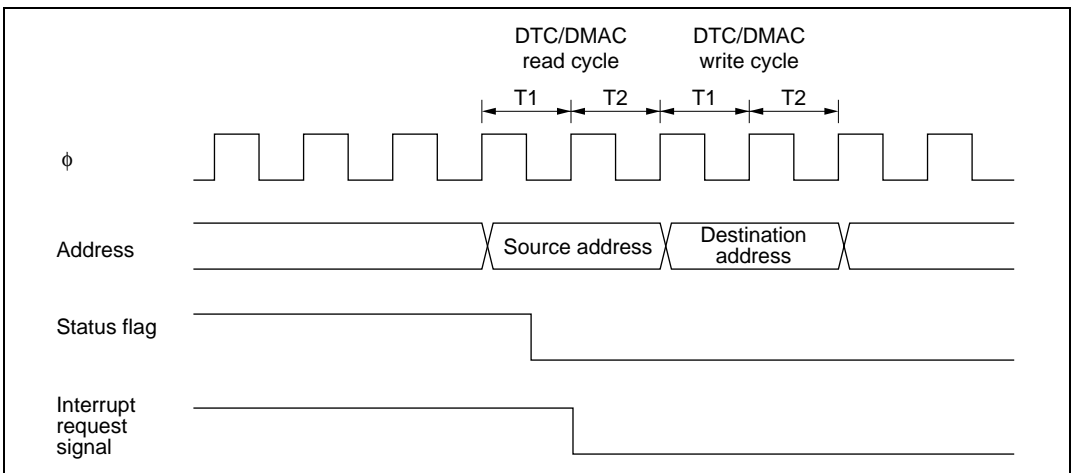 DTC/DMAC
read cycle
DTC/DMAC
write cycle
T1 T2 T1 T2
φ
Address
Source address
Destination
address
Status flag
Interrupt
request
signal